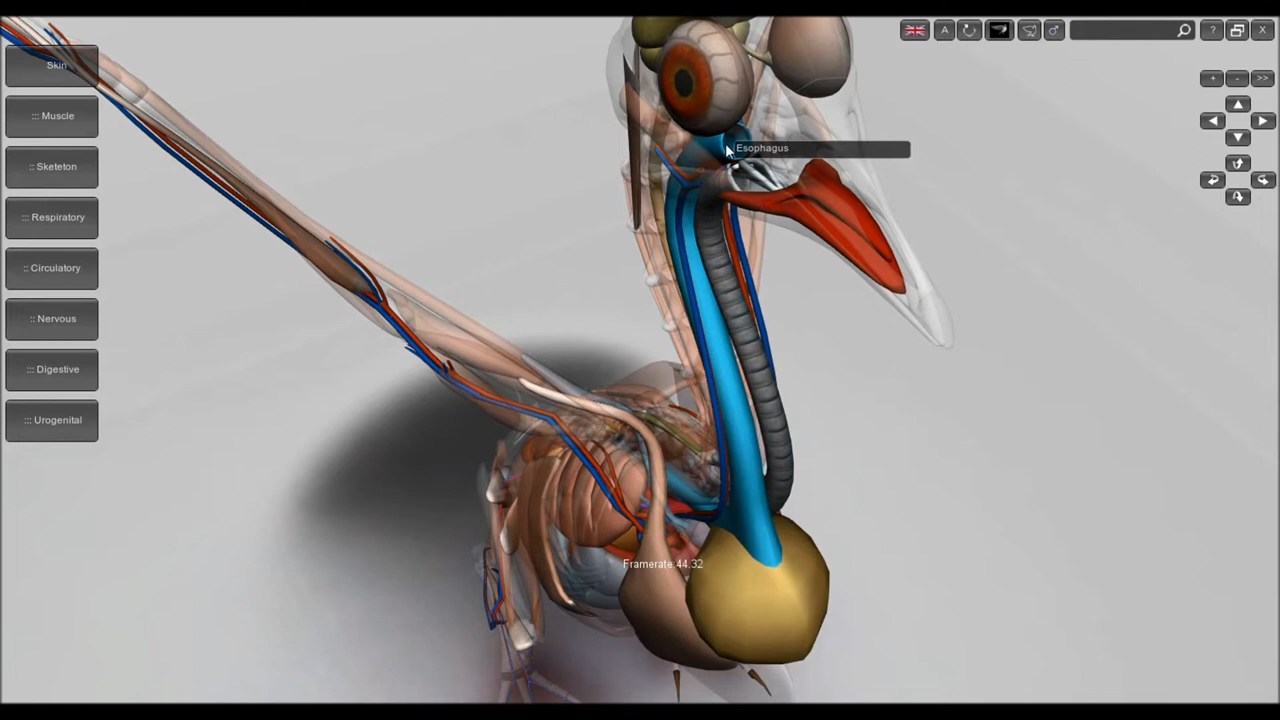 A
?
X
Skin
+
-
>>
::: Muscle
Esophagus
::: Skeleton
::: Respiratory
:: Circulatory
:: Nervous
::: Digestive
::: Urogenital
Framerate:44.32